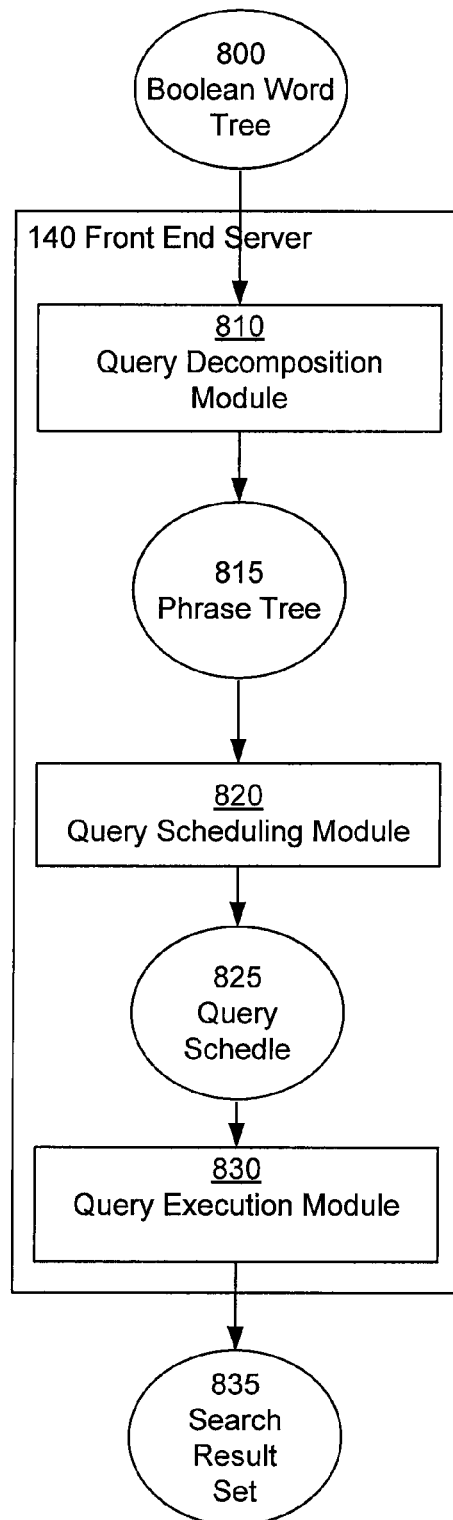 800
Boolean Word
Tree
140 Front End Server
810
Query Decomposition
Module
815
Phrase Tree
820
Query Scheduling Module
825
Query
Schedle
830
Query Execution Module
835
Search
Result
Set